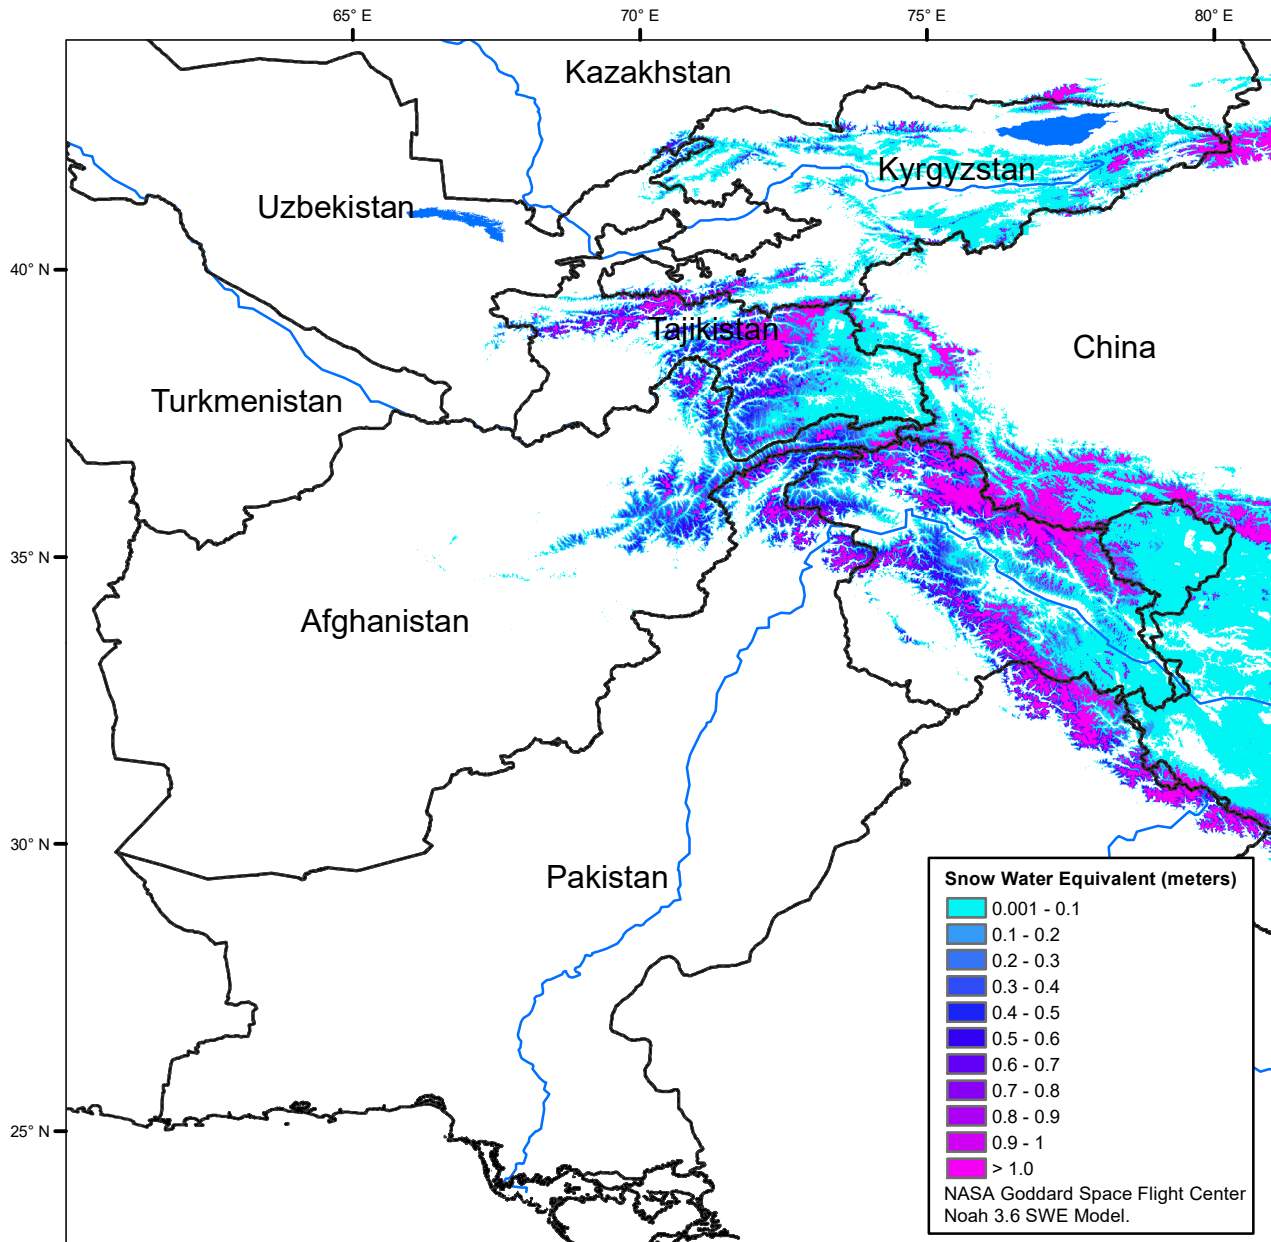 65° E
70° E
75° E
80° E
Kazakhstan
Kyrgyzstan
Uzbekistan
40° N
Tajikistan
China
Turkmenistan
35° N
Afghanistan
30° N
Pakistan
25° N
Snow Water Equivalent (meters)
0.001 - 0.1
0.1 - 0.2
0.2 - 0.3
0.3 - 0.4
0.4 - 0.5
0.5 - 0.6
0.6 - 0.7
0.7 - 0.8
0.8 - 0.9
0.9 - 1
> 1.0
NASA Goddard Space Flight Center
Noah 3.6 SWE Model.